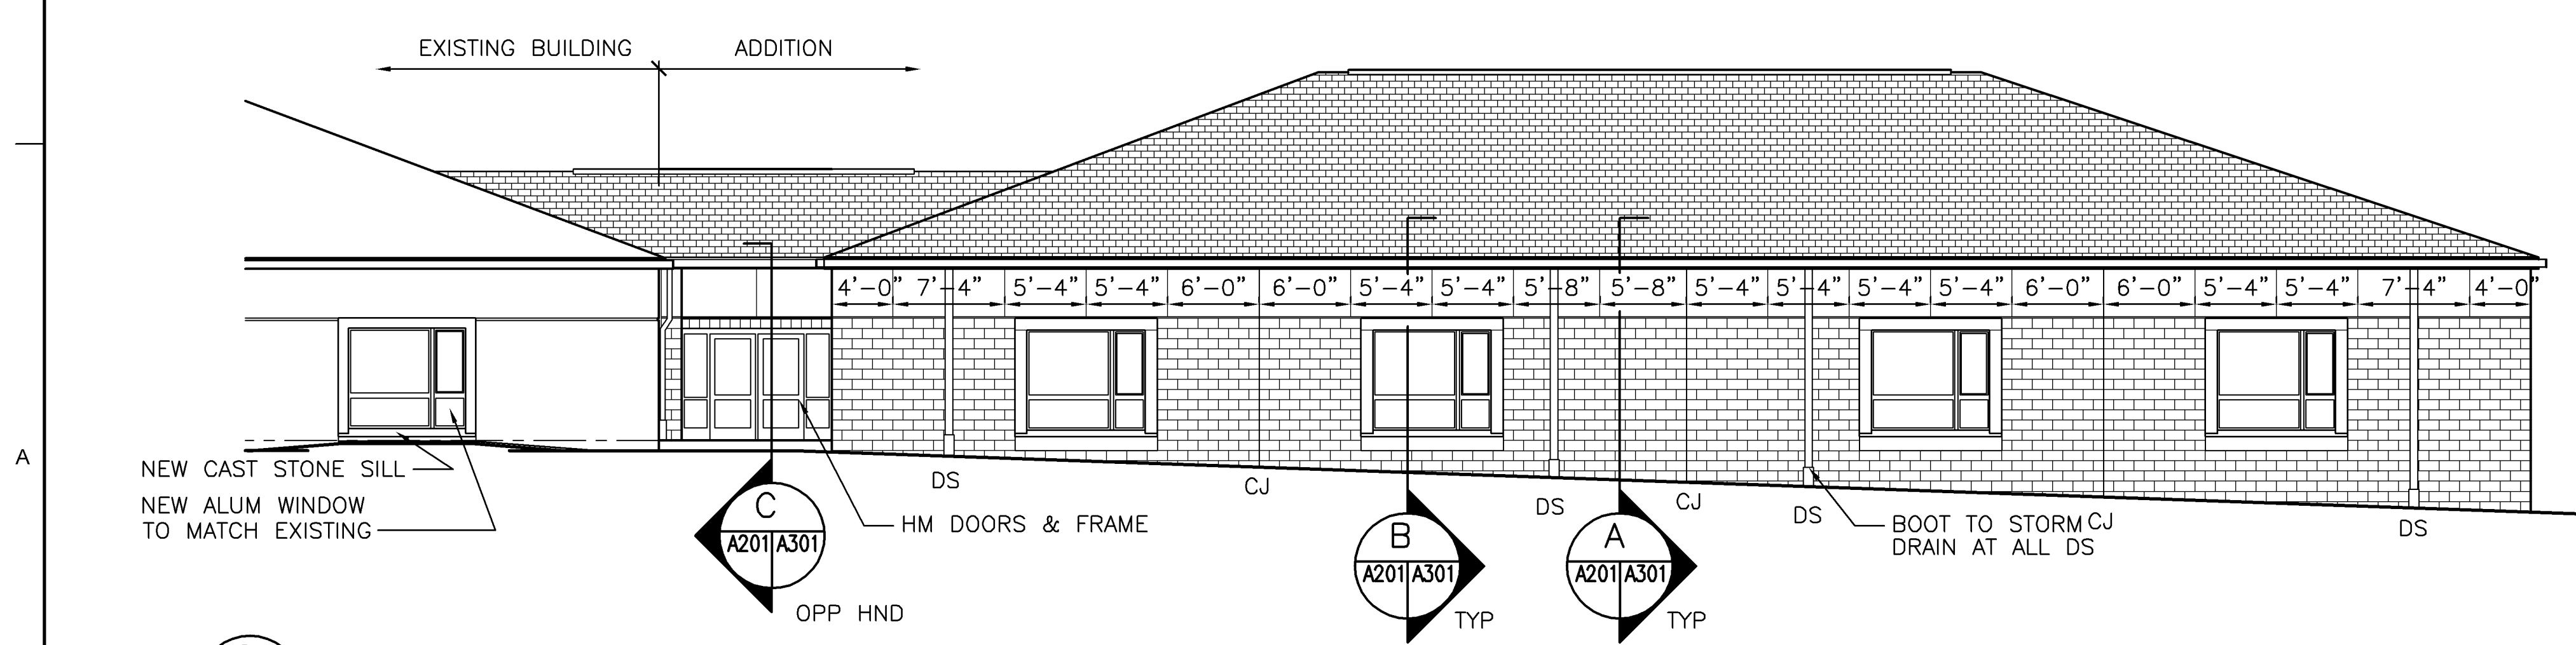 EXISTING BUILDING ADDITION
4'-0" 7'-4" 5'-4" 5'-4" 6'-0" 6'-0" 5'-4" 5'-4" 5'-8" 5'-8" 5'-4" 5'-4" 5'-4" 5'-4" 6'-0" 6'-0" 5'-4" 5'-4" 7'-4" 4'-0"
A
NEW CAST STONE SILL
NEW ALUM WINDOW
TO MATCH EXISTING
DS
CJ
DS
CJ
DS
CJ
DS
HM DOORS & FRAME
BOOT TO STORM
DRAIN AT ALL DS
C
A201 A301
OPP HND
B
A201 A301
TYP
A
A201 A301
TYP